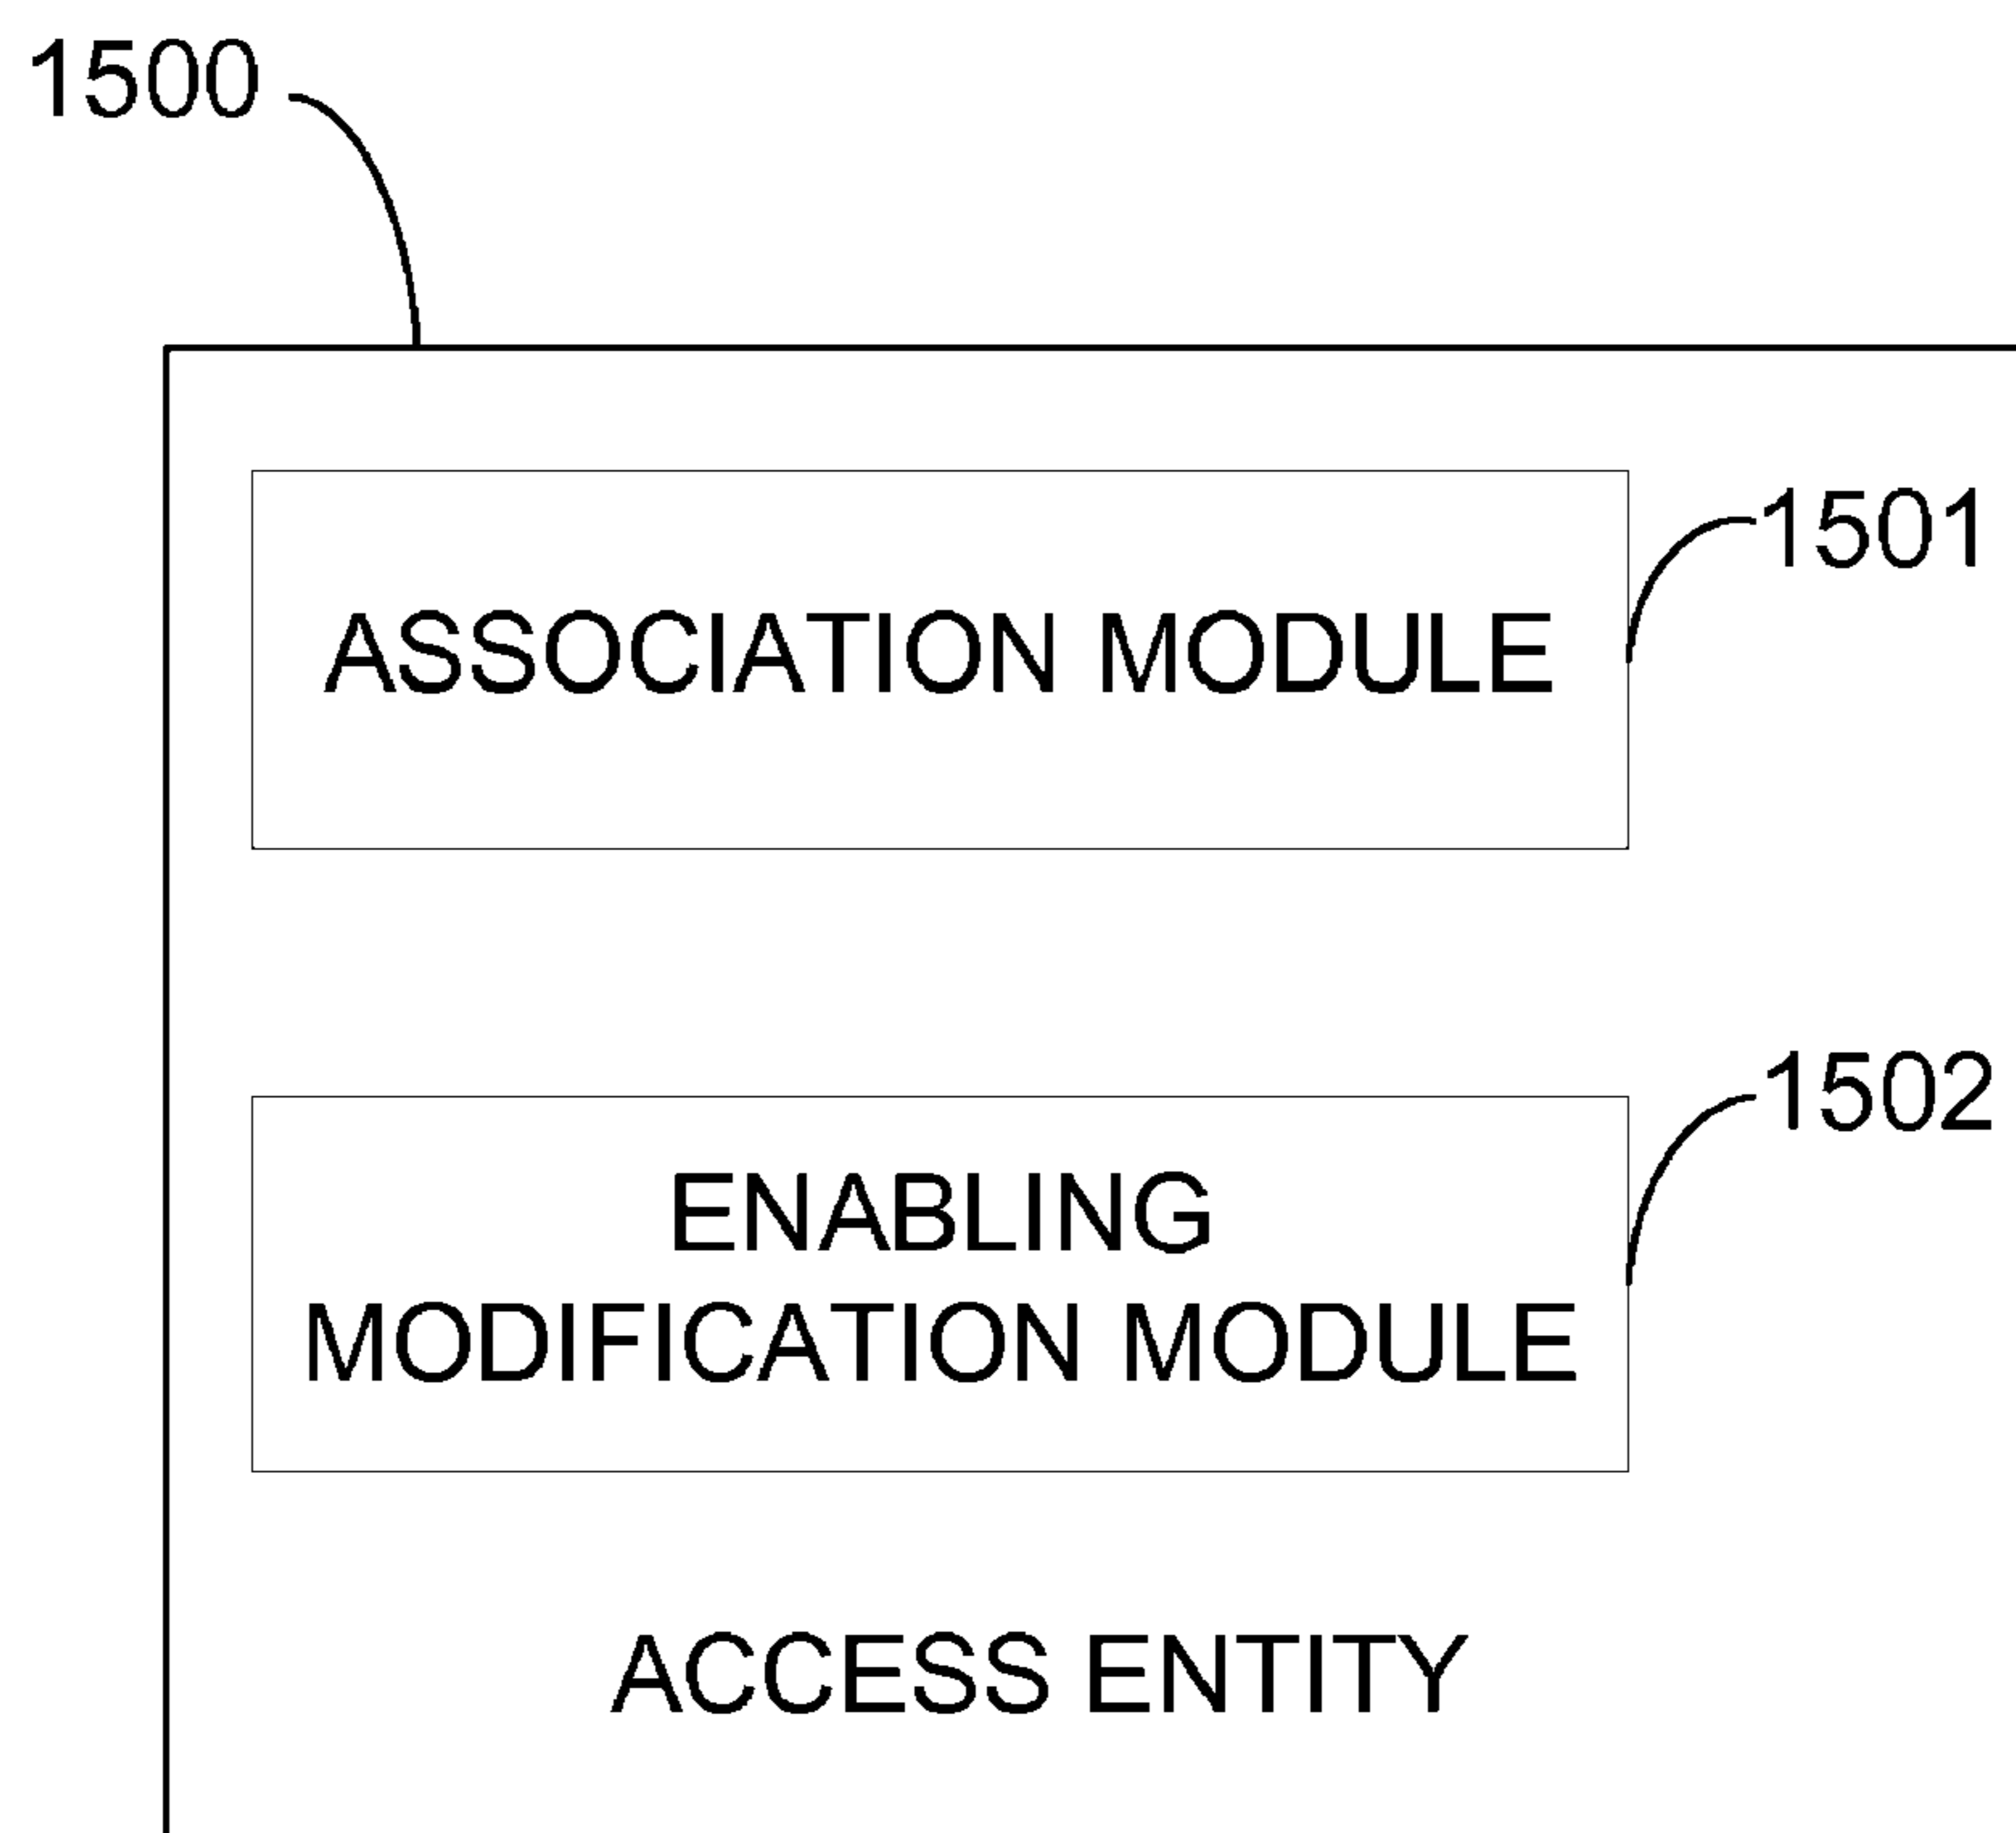 1500
1501
ASSOCIATION MODULE
1502
ENABLING
MODIFICATION MODULE
ACCESS ENTITY